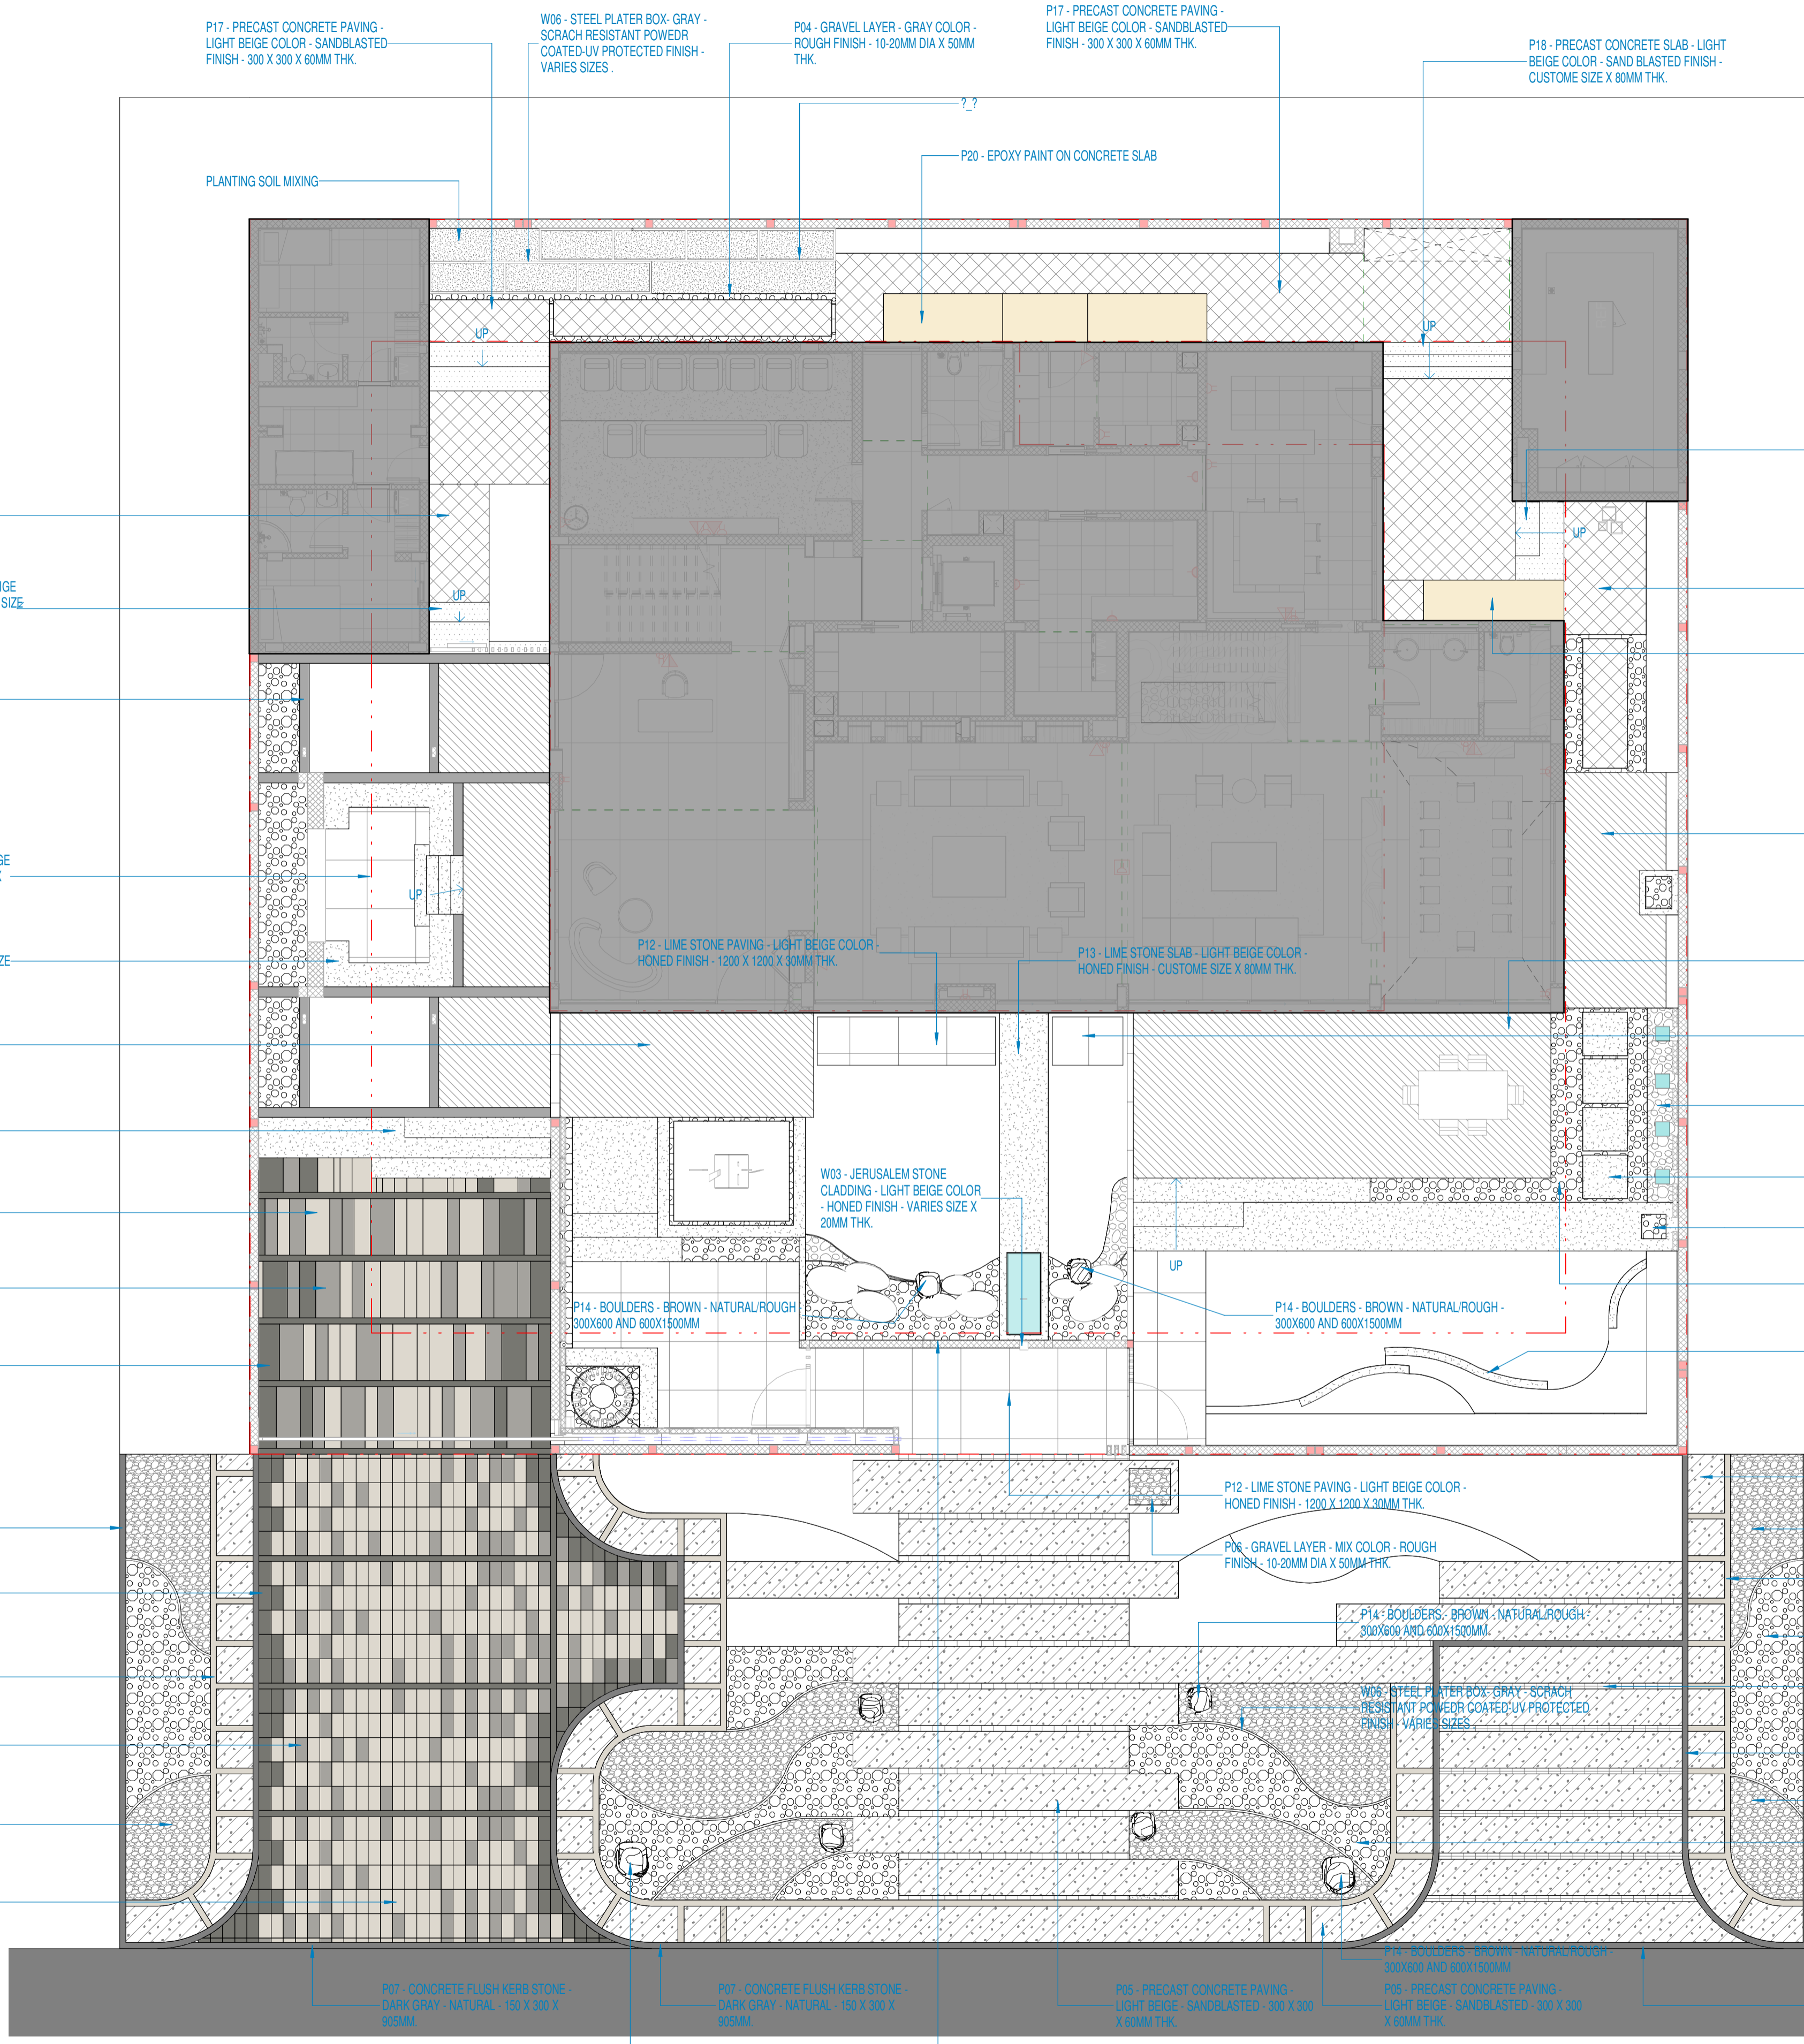 P17 - PRECAST CONCRETE PAVING -
LIGHT BEIGE COLOR - SANDBLASTED
FINISH - 300 X 300 X 60MM THK.
W06 - STEEL PLATER BOX- GRAY -
SCRACH RESISTANT POWEDR
COATED-UV PROTECTED FINISH -
VARIES SIZES .
P04 - GRAVEL LAYER - GRAY COLOR -
ROUGH FINISH - 10-20MM DIA X 50MM
THK.
P17 - PRECAST CONCRETE PAVING -
LIGHT BEIGE COLOR - SANDBLASTED
FINISH - 300 X 300 X 60MM THK.
P18 - PRECAST CONCRETE SLAB - LIGHT
BEIGE COLOR - SAND BLASTED FINISH -
CUSTOME SIZE X 80MM THK.
?_?
P20 - EPOXY PAINT ON CONCRETE SLAB
PLANTING SOIL MIXING
UP
UP
UP
IGE
SIZE
UP
GE
X
UP
ZE
P12 - LIME STONE PAVING - LIGHT BEIGE COLOR -
HONED FINISH - 1200 X 1200 X 30MM THK.
P13 - LIME STONE SLAB - LIGHT BEIGE COLOR -
HONED FINISH - CUSTOME SIZE X 80MM THK.
W03 - JERUSALEM STONE
CLADDING - LIGHT BEIGE COLOR
- HONED FINISH - VARIES SIZE X
20MM THK.
UP
P14 - BOULDERS - BROWN - NATURAL/ROUGH -
300X600 AND 600X1500MM
P14 - BOULDERS - BROWN - NATURAL/ROUGH -
300X600 AND 600X1500MM
P12 - LIME STONE PAVING - LIGHT BEIGE COLOR -
HONED FINISH - 1200 X 1200 X 30MM THK.
P06 - GRAVEL LAYER - MIX COLOR - ROUGH
FINISH - 10-20MM DIA X 50MM THK.
P14 - BOULDERS - BROWN - NATURAL/ROUGH -
300X600 AND 600X1500MM
W06 - STEEL PLATER BOX- GRAY - SCRACH
RESISTANT POWEDR COATED-UV PROTECTED
FINISH - VARIES SIZES .
P14 - BOULDERS - BROWN - NATURAL/ROUGH -
300X600 AND 600X1500MM
P07 - CONCRETE FLUSH KERB STONE -
DARK GRAY - NATURAL - 150 X 300 X
905MM.
P07 - CONCRETE FLUSH KERB STONE -
DARK GRAY - NATURAL - 150 X 300 X
905MM.
P05 - PRECAST CONCRETE PAVING -
LIGHT BEIGE - SANDBLASTED - 300 X 300
X 60MM THK.
P05 - PRECAST CONCRETE PAVING -
LIGHT BEIGE - SANDBLASTED - 300 X 300
X 60MM THK.